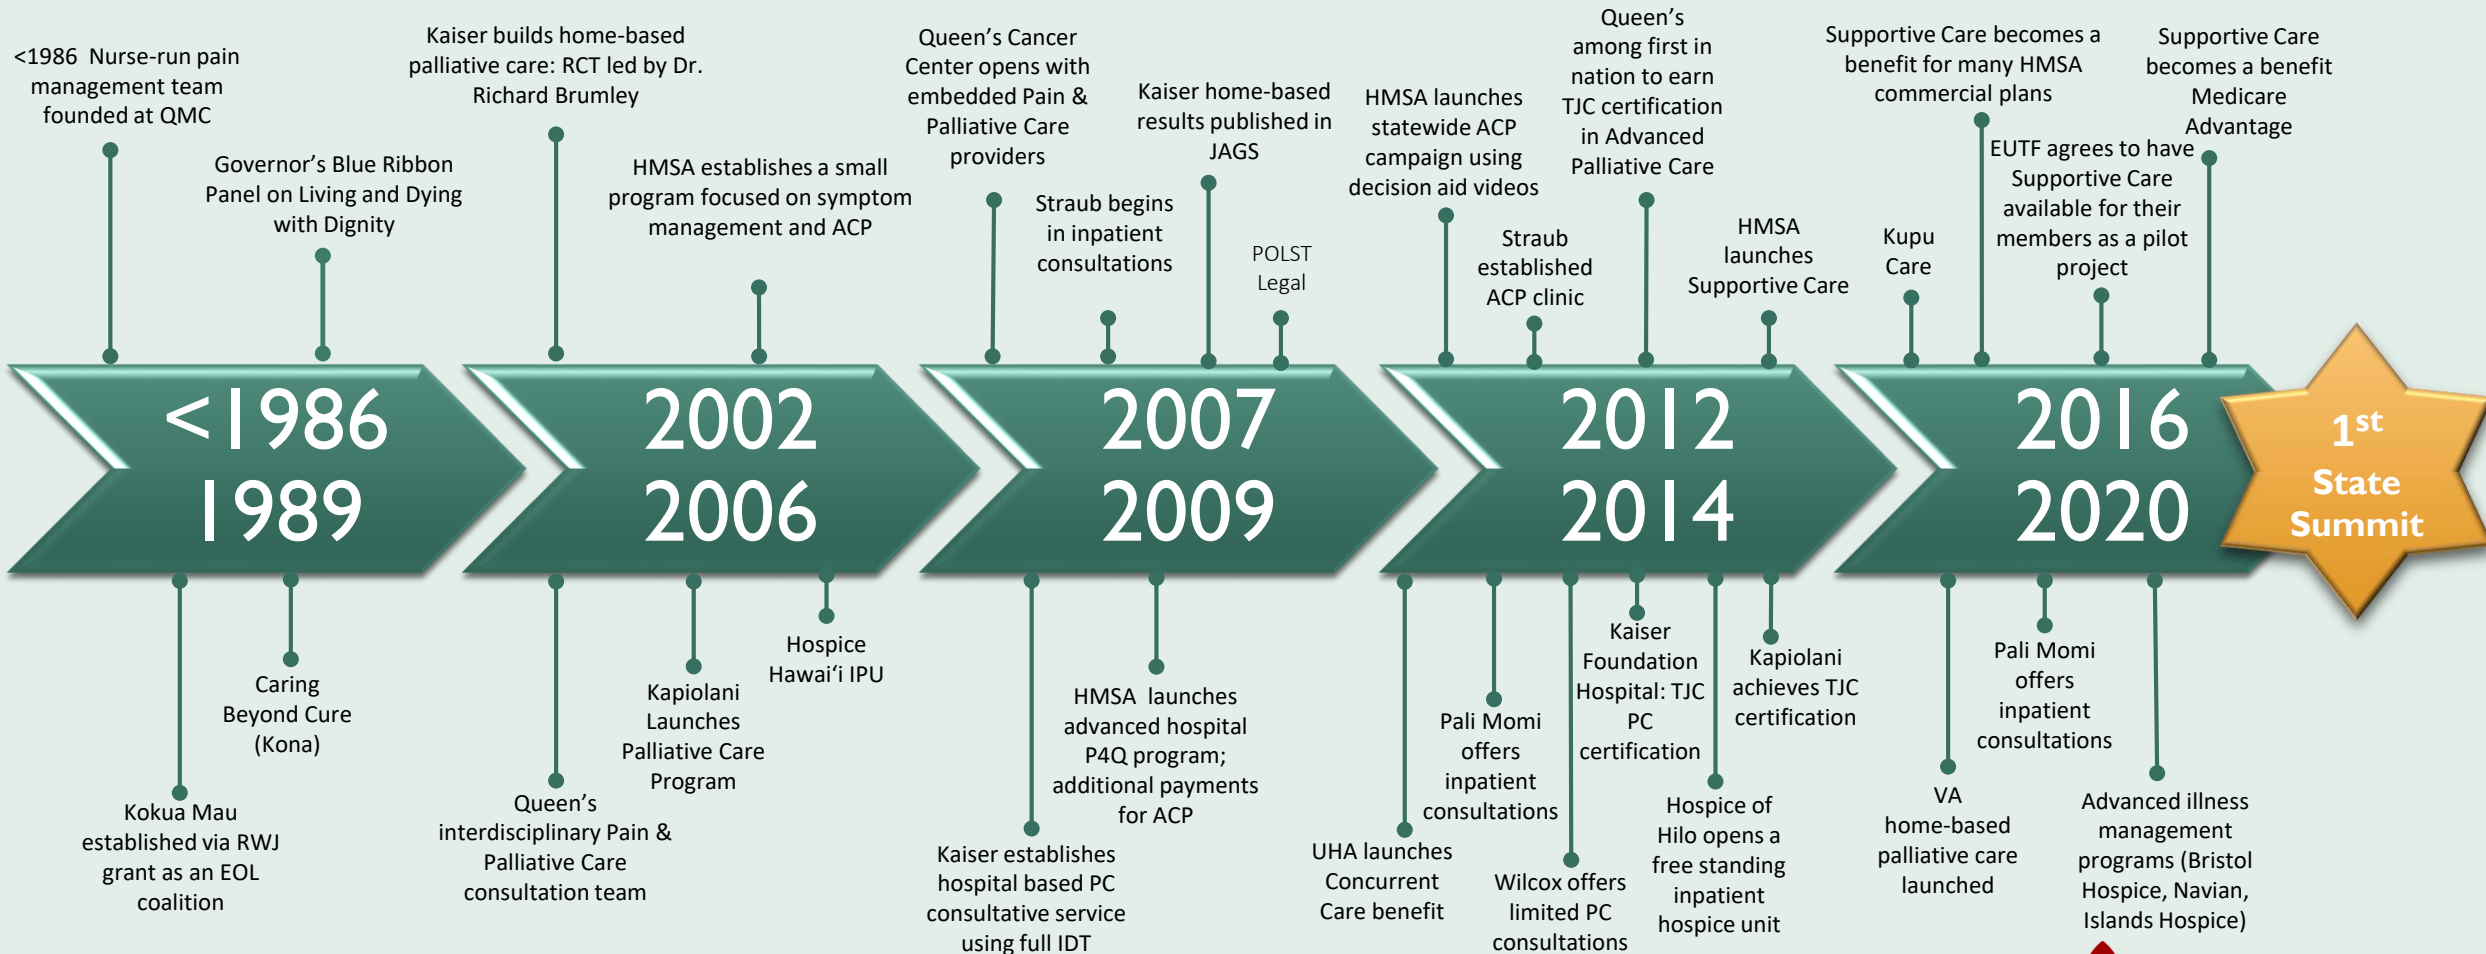 <1986 Nurse-run pain
management team
founded at QMC
Governor's Blue Ribbon
Panel on Living and Dying
with Dignity
Kaiser builds home-based
palliative care: RCT led by Dr.
Richard Brumley
HMSA establishes a small
program focused on symptom
management and ACP
Queen's Cancer
Center opens with
embedded Pain &
Palliative Care
providers
Straub begins
in inpatient
consultations
Kaiser home-based
results published in
JAGS
POLST
Legal
HMSA launches
statewide ACP
campaign using
decision aid videos
Straub
established
ACP clinic
Queen's
among first in
nation to earn
TJC certification
in Advanced
Palliative Care
HMSA
launches
Supportive Care
Supportive Care becomes a
benefit for many HMSA
commercial plans
Kupu
Care
EUTF agrees to have
Supportive Care
available for their
members as a pilot
project
Supportive Care
becomes a benefit
Medicare
Advantage
<1986
1989
2002
2006
2007
2009
2012
2014
2016
2020
1st
State
Summit
Kokua Mau
established via RWJ
grant as an EOL
coalition
Caring
Beyond Cure
(Kona)
Queen's
interdisciplinary Pain &
Palliative Care
consultation team
Kapiolani
Launches
Palliative Care
Program
Hospice
Hawai‘i IPU
Kaiser establishes
hospital based PC
consultative service
using full IDT
HMSA launches
advanced hospital
P4Q program;
additional payments
for ACP
UHA launches
Concurrent
Care benefit
Pali Momi
offers
inpatient
consultations
Wilcox offers
limited PC
consultations
Kaiser
Foundation
Hospital: TJC
PC
certification
Hospice of
Hilo opens a
free standing
inpatient
hospice unit
Kapiolani
achieves TJC
certification
VA
home-based
palliative care
launched
Pali Momi
offers
inpatient
consultations
Advanced illness
management
programs (Bristol
Hospice, Navian,
Islands Hospice)